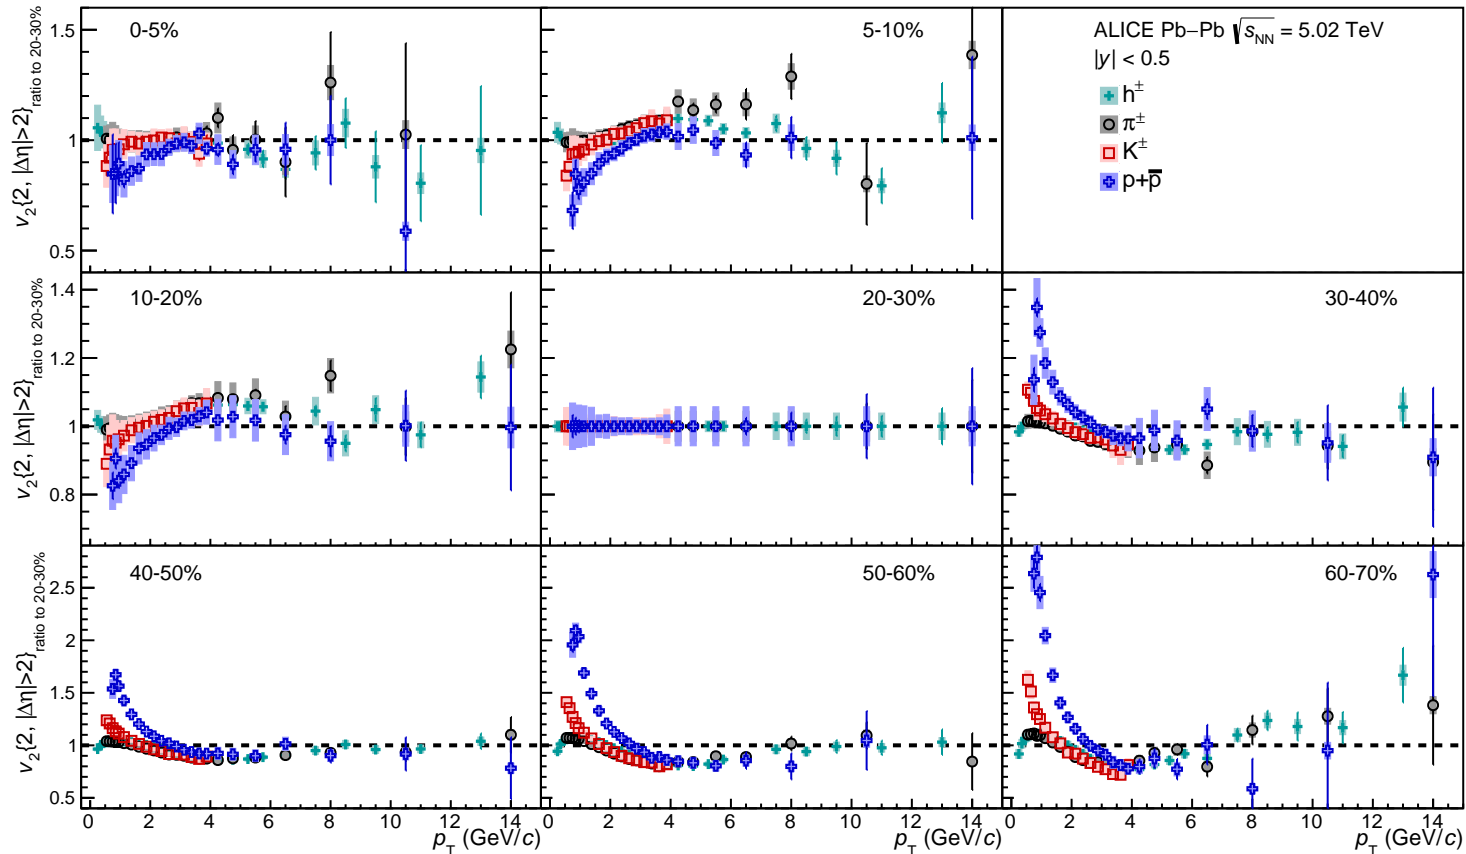 0-5%
5-10%
ALICE Pb−Pb √sNN = 5.02 TeV
|y| < 0.5
h±
π±
K±
p+p̅
v2{2, |Δη|>2}ratio to 20-30%
1.5
1
0.5
10-20%
20-30%
30-40%
v2{2, |Δη|>2}ratio to 20-30%
1.4
1.2
1
0.8
40-50%
50-60%
60-70%
v2{2, |Δη|>2}ratio to 20-30%
2.5
2
1.5
1
0.5
0 2 4 6 8 10 12 14
0 2 4 6 8 10 12 14
0 2 4 6 8 10 12 14
pT (GeV/c)
pT (GeV/c)
pT (GeV/c)